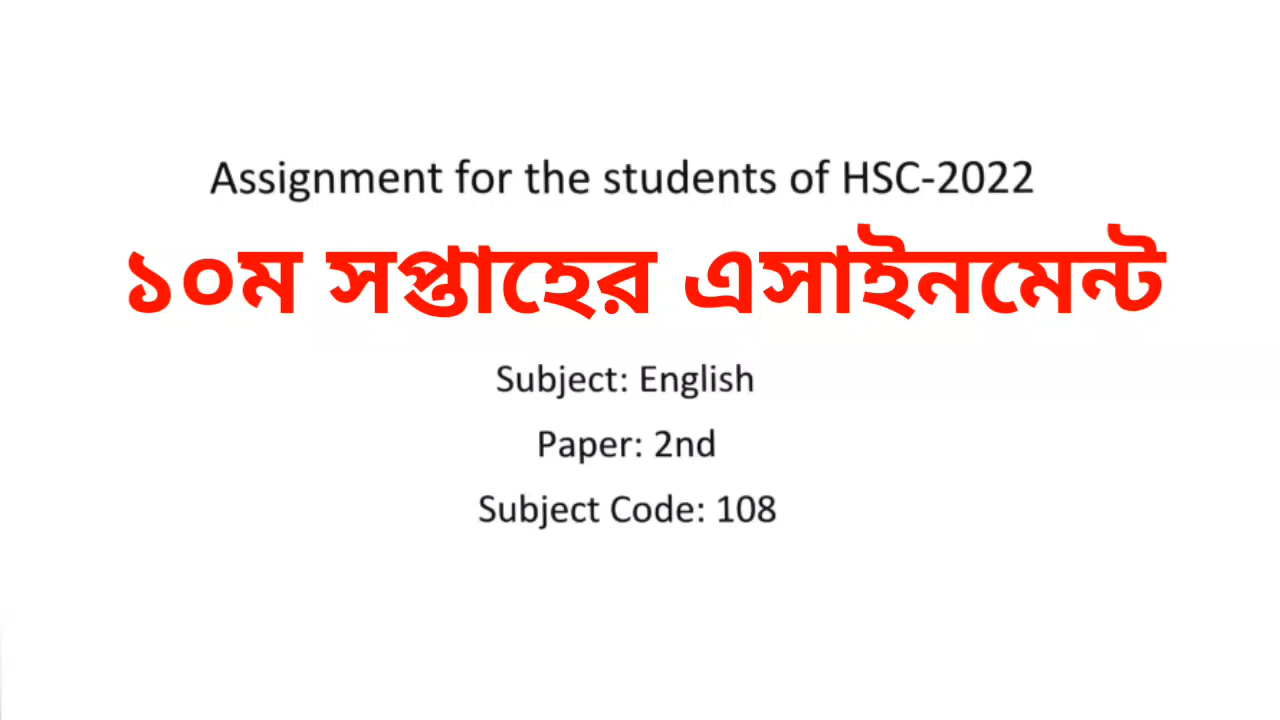 Assignment for the students of HSC-2022
১০ম সপ্তাহের এসাইনমেন্ট
Subject: English
Paper: 2nd
Subject Code: 108